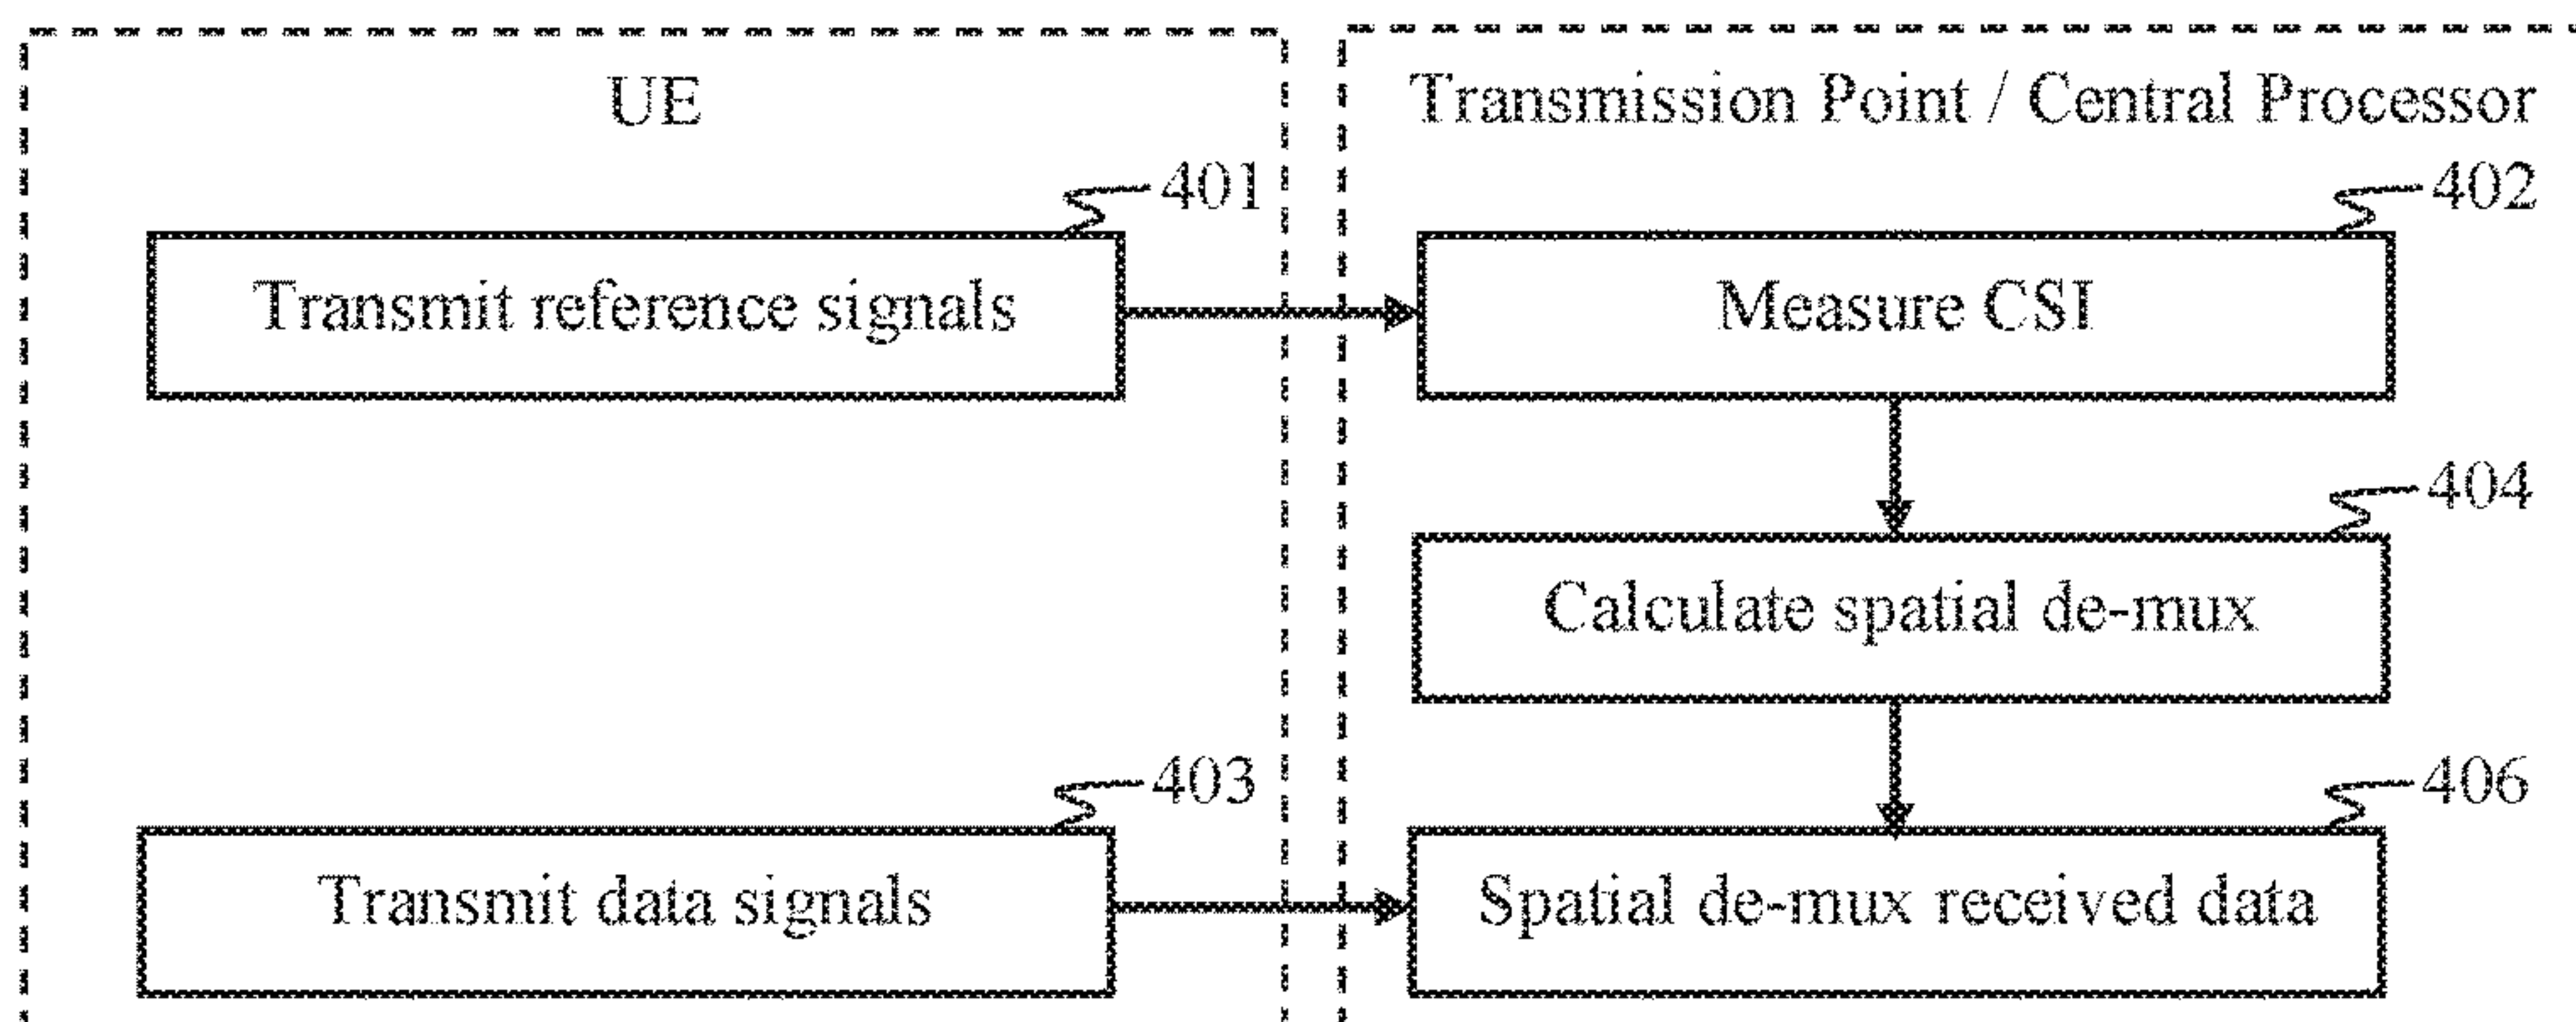 UE
Transmission Point / Central Processor
401
402
Transmit reference signals
Measure CSI
404
Calculate spatial de-mux
403
406
Transmit data signals
Spatial de-mux received data